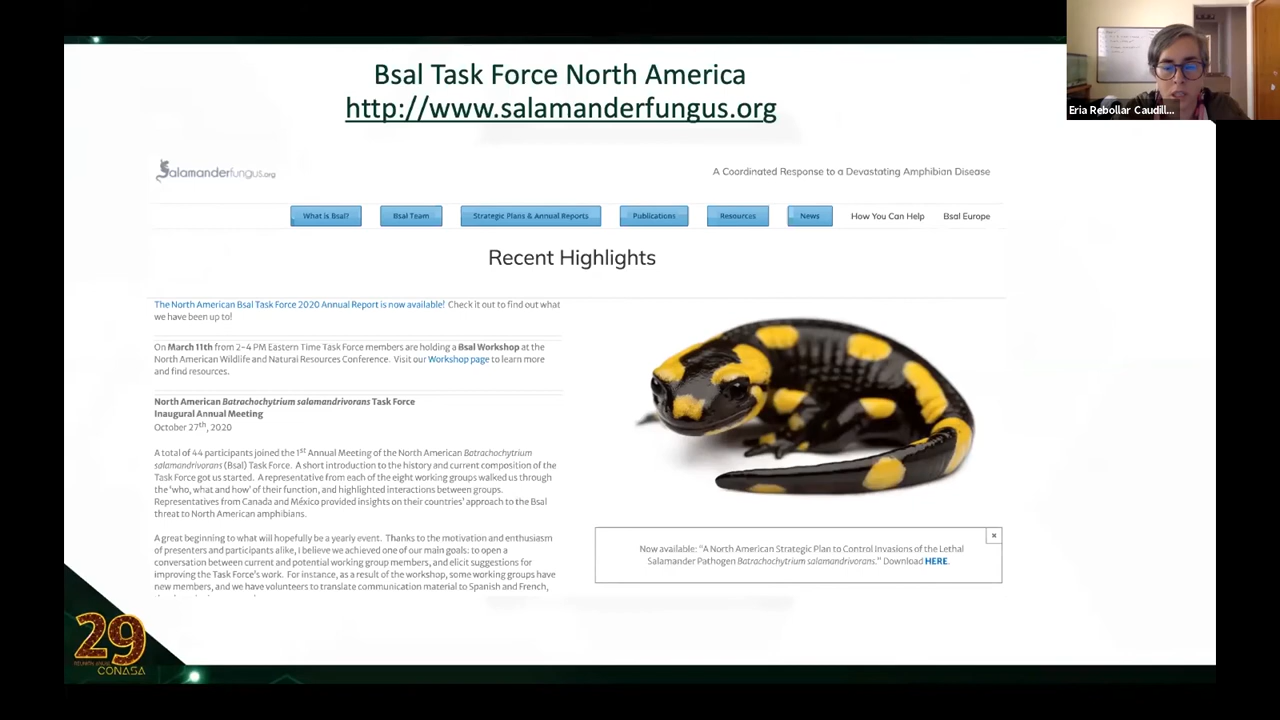 Bsal Task Force North America
http://www.salamanderfungus.org
Eria Rebollar Caudill...
Salamanderfungus.org
A Coordinated Response to a Devastating Amphibian Disease
What is Bsal?
Bsal Team
Strategic Plans & Annual Reports
Publications
Resources
News
How You Can Help
Bsal Europe
Recent Highlights
The North American Bsal Task Force 2020 Annual Report is now available! Check it out to find out what
we have been up to!
On March 11th from 2-4 PM Eastern Time Task Force members are holding a Bsal Workshop at the
North American Wildlife and Natural Resources Conference. Visit our Workshop page to learn more
and find resources.
North American Batrachochytrium salamandrivorans Task Force
Inaugural Annual Meeting
October 27th, 2020
A total of 44 participants joined the 1st Annual Meeting of the North American Batrachochytrium
salamandrivorans (Bsal) Task Force. A short introduction to the history and current composition of the
Task Force got us started. A representative from each of the eight working groups walked us through
the 'who, what and how' of their function, and highlighted interactions between groups.
Representatives from Canada and México provided insights on their countries' approach to the Bsal
threat to North American amphibians.
A great beginning to what will hopefully be a yearly event. Thanks to the motivation and enthusiasm
of presenters and participants alike, I believe we achieved one of our main goals: to open a
conversation between current and potential working group members, and elicit suggestions for
improving the Task Force's work. For instance, as a result of the workshop, some working groups have
new members, and we have volunteers to translate communication material to Spanish and French,
Now available: "A North American Strategic Plan to Control Invasions of the Lethal
Salamander Pathogen Batrachochytrium salamandrivorans." Download HERE.
29
REUNIÓN ANUAL
CONASA